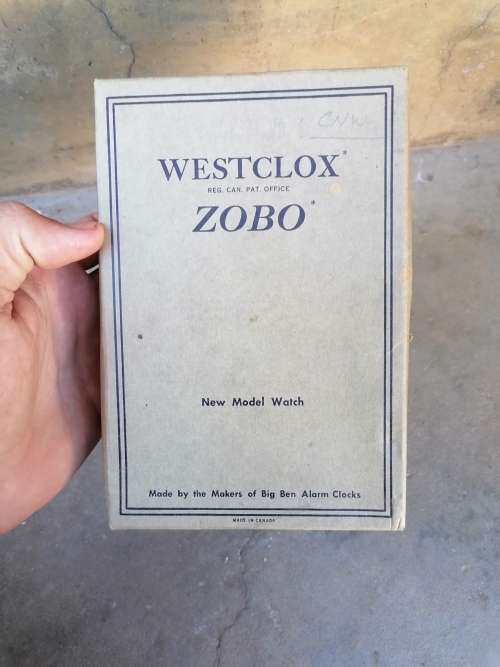 WESTCLOX*
REG. CAN. PAT. OFFICE
ZOBO*
New Model Watch
Made by the Makers of Big Ben Alarm Clocks
MADE IN CANADA